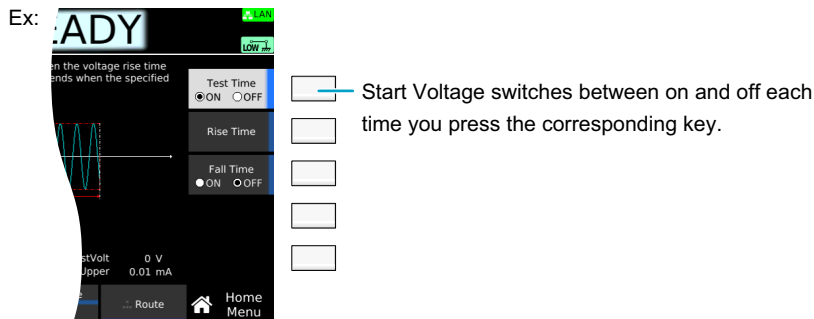 Ex:
EADY
LAN
LOW
en the voltage rise time
ends when the specified
Test Time
ON OFF
Start Voltage switches between on and off each
time you press the corresponding key.
Rise Time
Fall Time
ON OFF
stVolt 0 V
Upper 0.01 mA
Route
Home
Menu